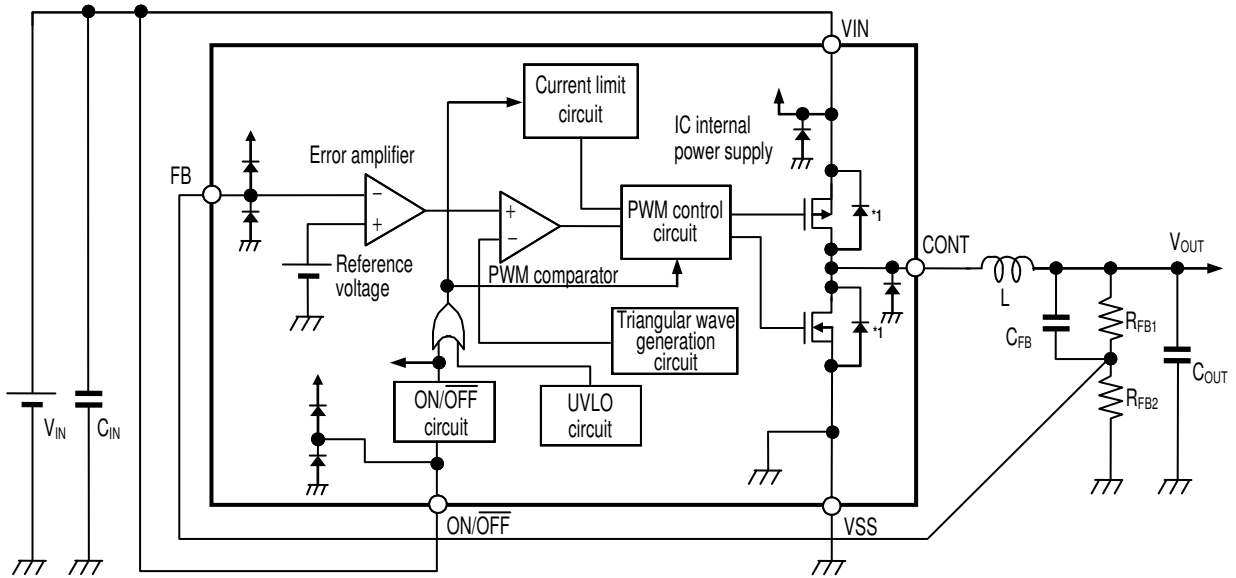 VIN
Current limit
circuit
IC internal
power supply
Error amplifier
FB
−
+
+
−
PWM control
circuit
*1
CONT
VOUT
Reference
voltage
PWM comparator
L
CFB
RFB1
Triangular wave
generation
circuit
*1
COUT
RFB2
VIN
CIN
ON/OFF
circuit
UVLO
circuit
ON/OFF
VSS